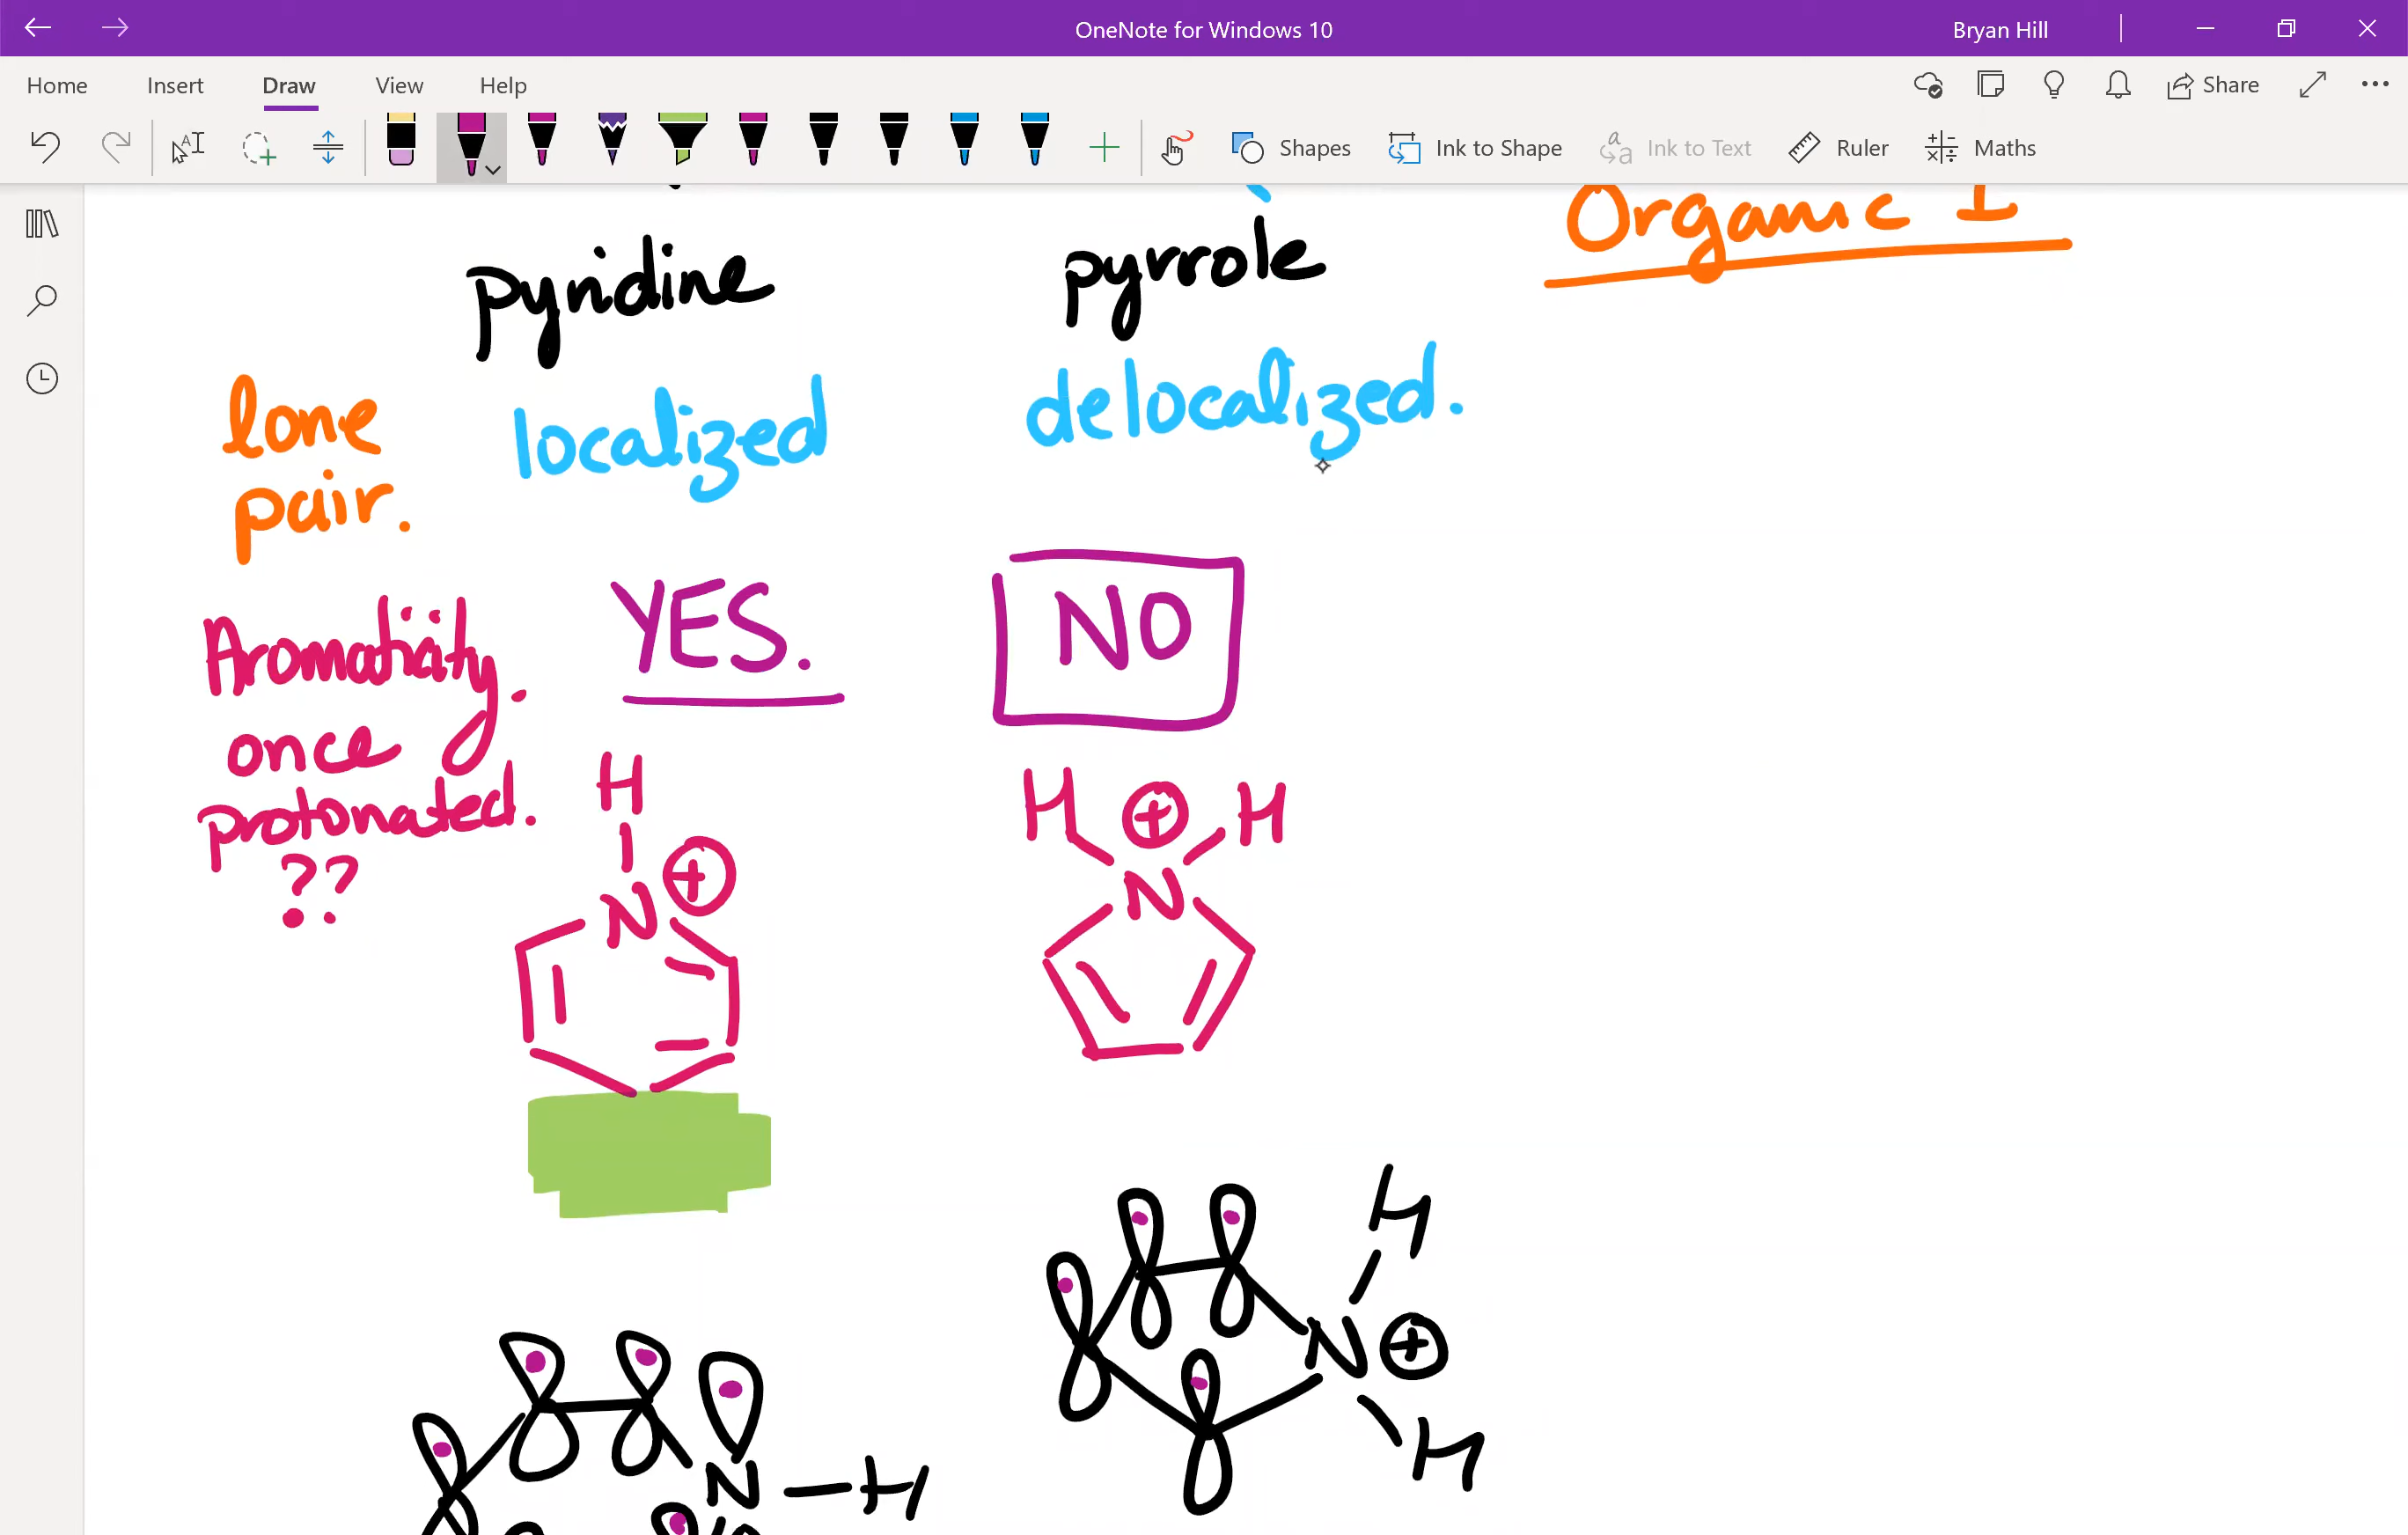 OneNote for Windows 10
Bryan Hill
Home Insert Draw View Help
Share
Shapes Ink to Shape Ink to Text Ruler Maths
Organic I
pyridine pyrrole
lone
pair.
localized delocalized.
Aromaticity.
once
protonated.
??
YES. NO
H
N +
H + H
N
H
N +
H
N — H